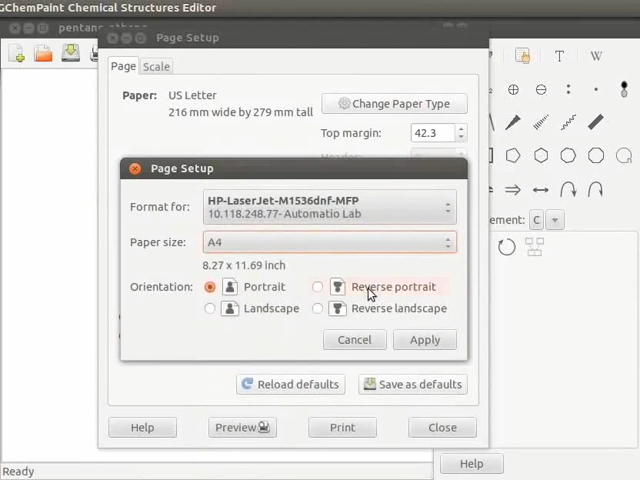 GChemPaint Chemical Structures Editor
Page Setup
Page
Scale
Paper:
US Letter
216 mm wide by 279 mm tall
Change Paper Type
Top margin:
42.3
T
W
Page Setup
Format for:
HP-LaserJet-M1536dnf-MFP
10.118.248.77- Automatio Lab
Paper size:
A4
8.27 x 11.69 inch
Orientation:
Portrait
Reverse portrait
Landscape
Reverse landscape
Cancel
Apply
ement:
C
Reload defaults
Save as defaults
Help
Preview
Print
Close
Ready
Help